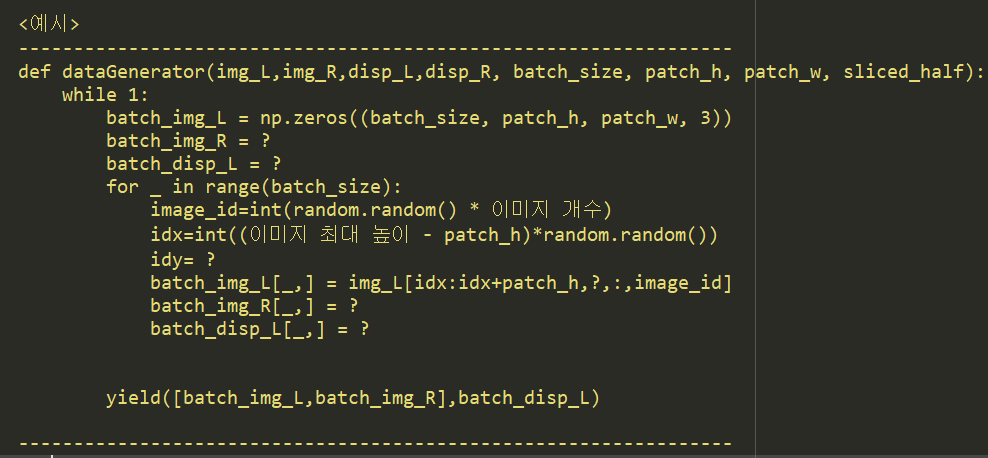 <예시>
-----------------------------------------------------------------
def dataGenerator(img_L,img_R,disp_L,disp_R, batch_size, patch_h, patch_w, sliced_half):
    while 1:
        batch_img_L = np.zeros((batch_size, patch_h, patch_w, 3))
        batch_img_R = ?
        batch_disp_L = ?
        for _ in range(batch_size):
            image_id=int(random.random() * 이미지 개수)
            idx=int((이미지 최대 높이 - patch_h)*random.random())
            idy= ?
            batch_img_L[_,] = img_L[idx:idx+patch_h,?,:,image_id]
            batch_img_R[_,] = ?
            batch_disp_L[_,] = ?
        yield([batch_img_L,batch_img_R],batch_disp_L)
-----------------------------------------------------------------